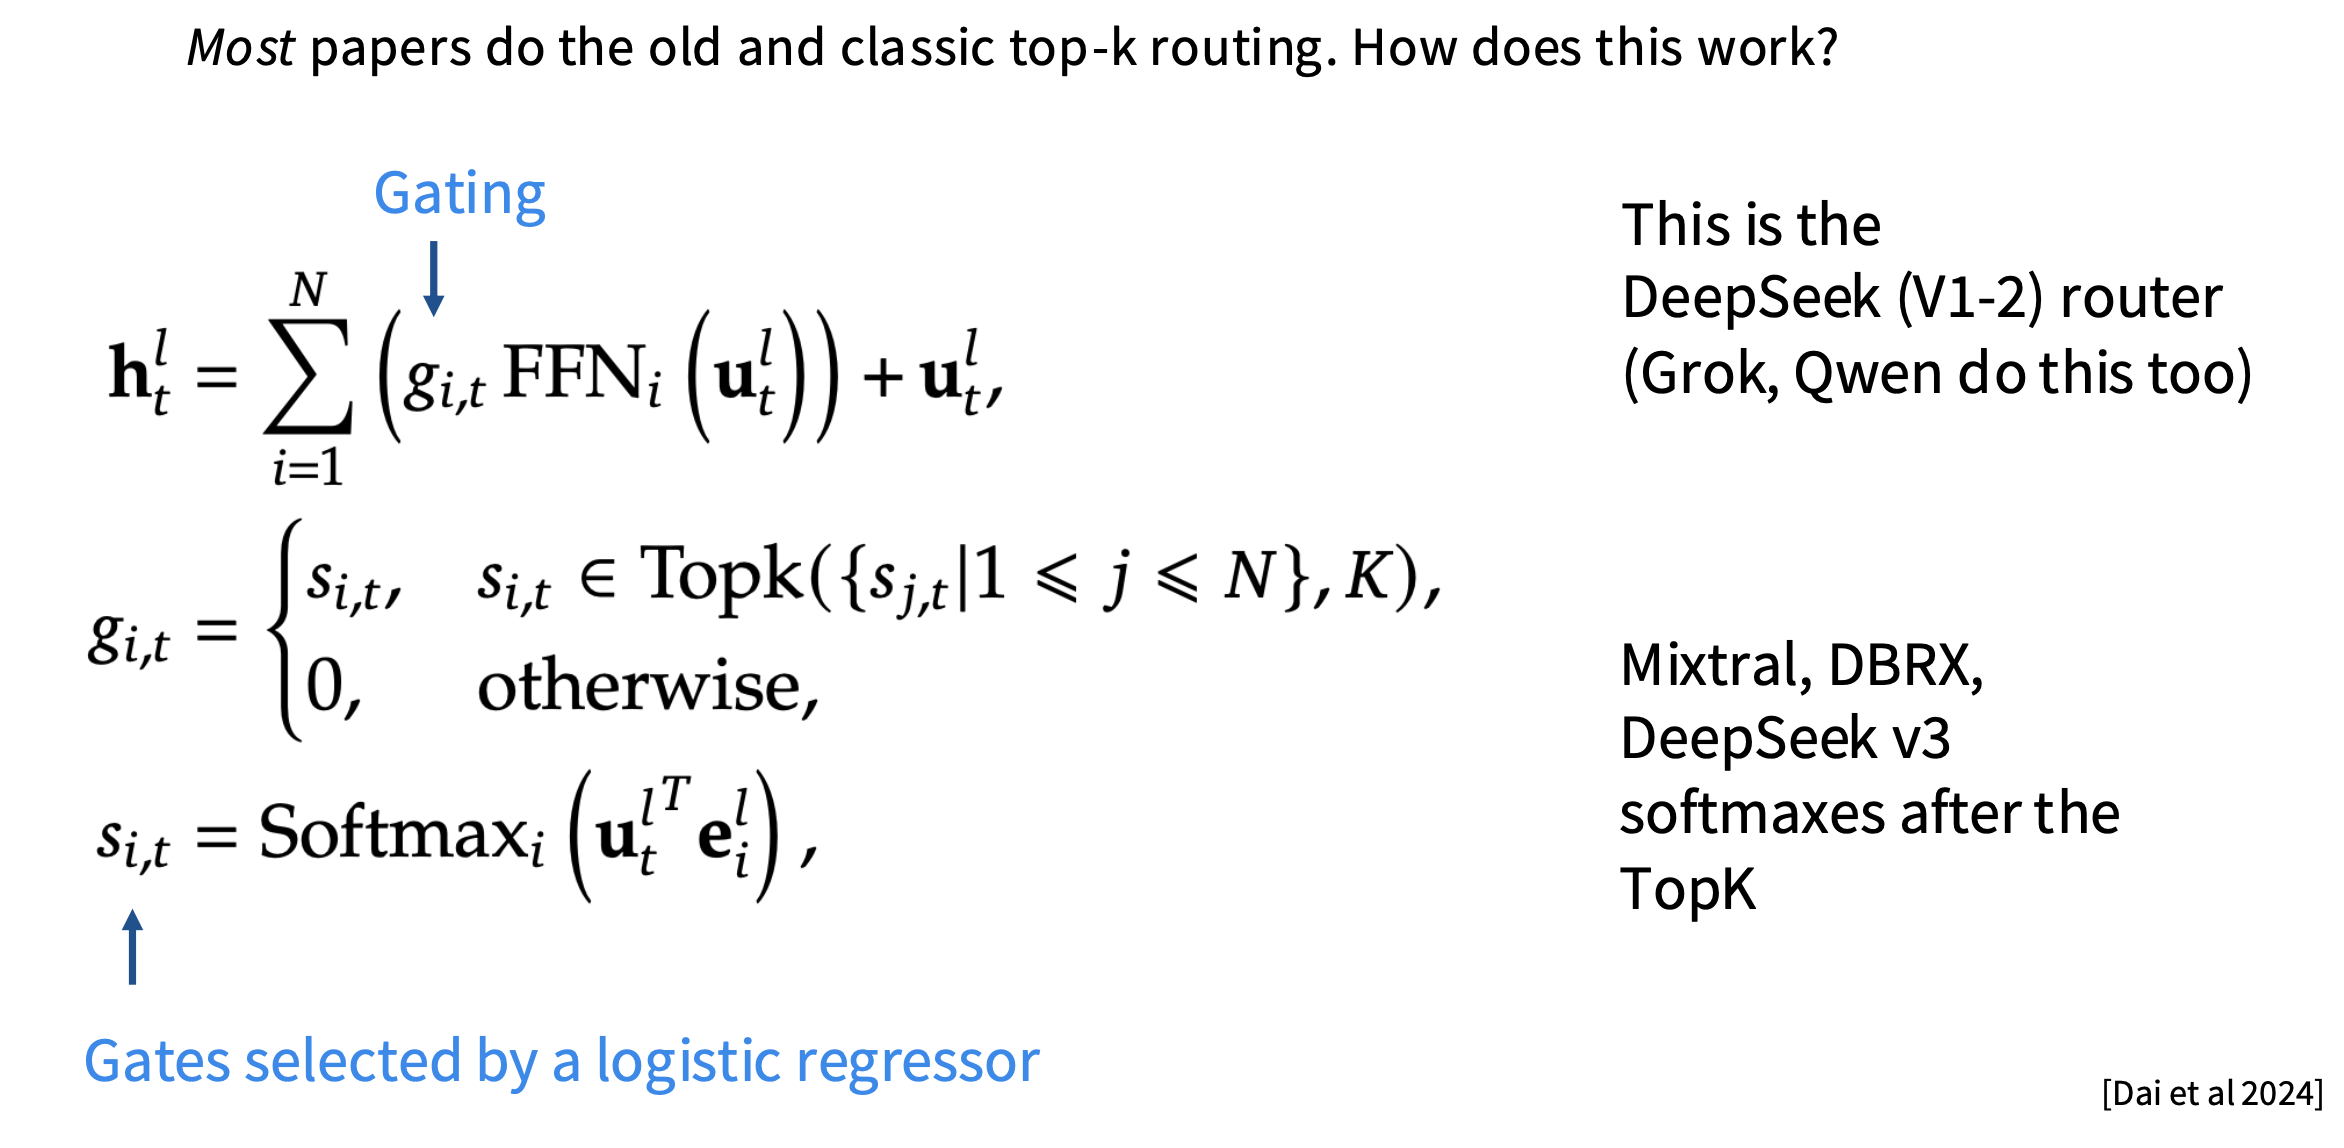 Most papers do the old and classic top-k routing. How does this work?
Gating
This is the
DeepSeek (V1-2) router
(Grok, Qwen do this too)
$\mathbf{h}_t^l = \sum_{i=1}^{N} \left( g_{i,t} \, \mathrm{FFN}_i \left( \mathbf{u}_t^l \right) \right) + \mathbf{u}_t^l,$
$g_{i,t} = \begin{cases} s_{i,t}, & s_{i,t} \in \mathrm{Topk}(\{s_{j,t} | 1 \leqslant j \leqslant N\}, K), \\ 0, & \text{otherwise}, \end{cases}$
$s_{i,t} = \mathrm{Softmax}_i \left( {\mathbf{u}_t^l}^T \mathbf{e}_i^l \right),$
Mixtral, DBRX,
DeepSeek v3
softmaxes after the
TopK
Gates selected by a logistic regressor
[Dai et al 2024]